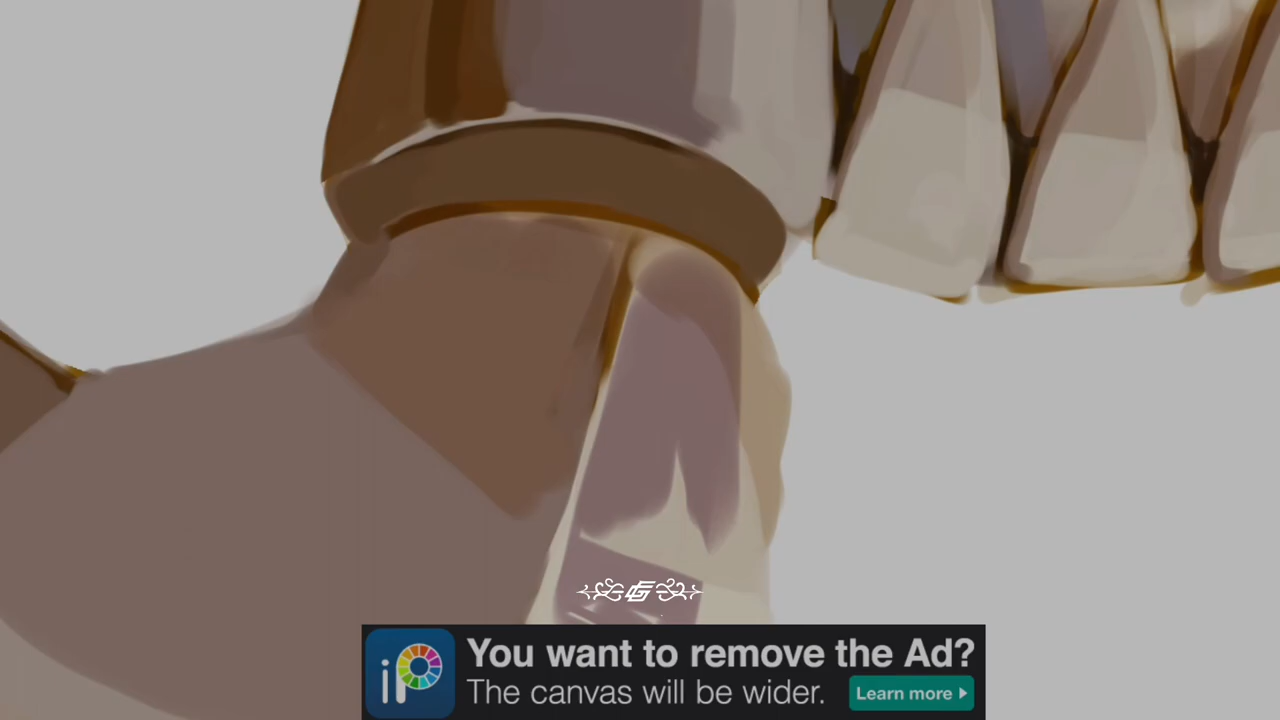 You want to remove the Ad?
The canvas will be wider.
Learn more